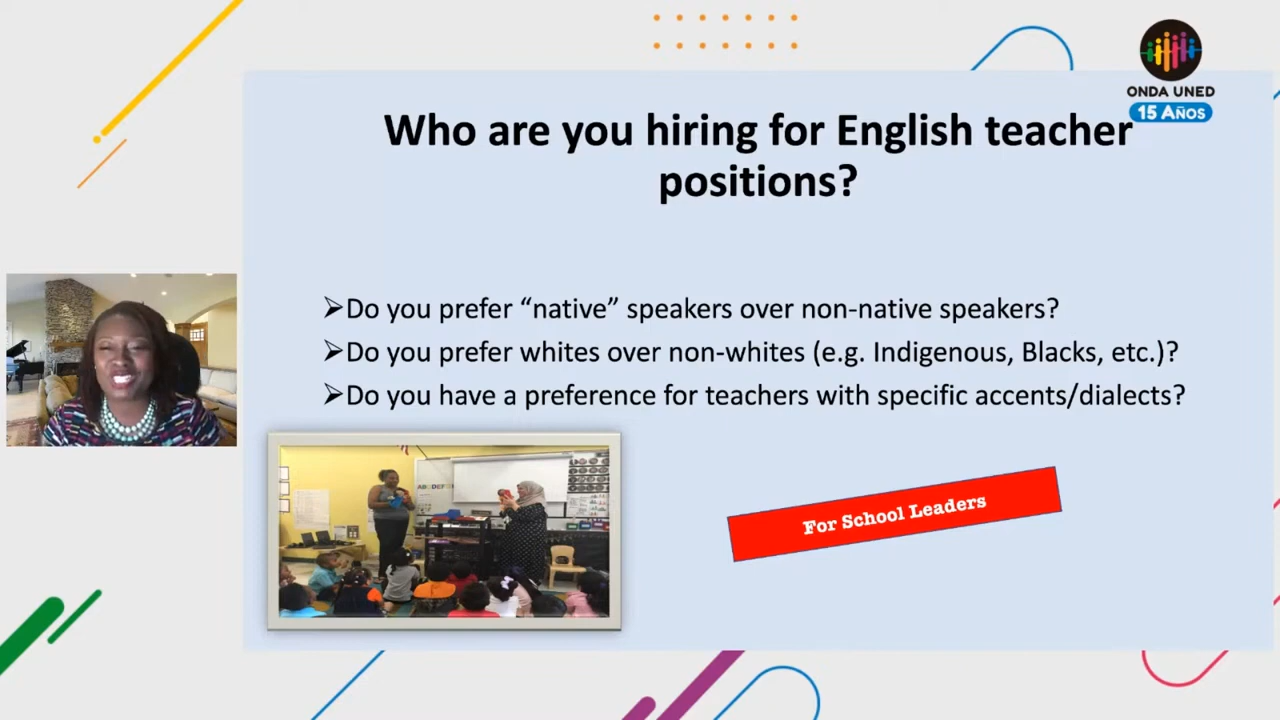 ONDA UNED
15 AÑOS
Who are you hiring for English teacher
positions?
➢Do you prefer “native” speakers over non-native speakers?
➢Do you prefer whites over non-whites (e.g. Indigenous, Blacks, etc.)?
➢Do you have a preference for teachers with specific accents/dialects?
For School Leaders